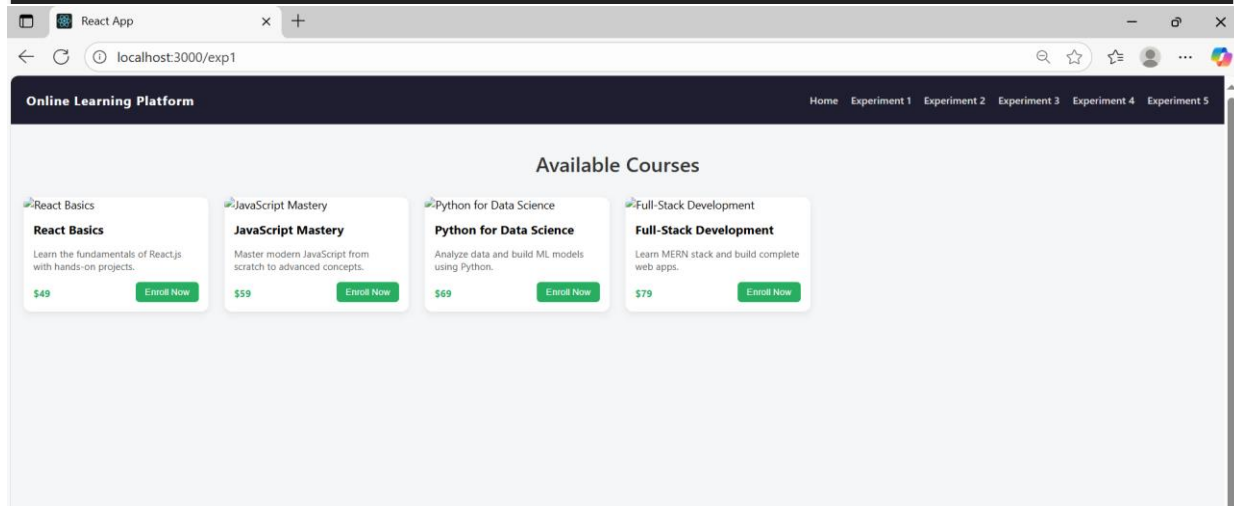 React App
localhost:3000/exp1
Online Learning Platform
Home Experiment 1 Experiment 2 Experiment 3 Experiment 4 Experiment 5
Available Courses
React Basics
React Basics
Learn the fundamentals of React.js
with hands-on projects.
$49 Enroll Now
JavaScript Mastery
JavaScript Mastery
Master modern JavaScript from
scratch to advanced concepts.
$59 Enroll Now
Python for Data Science
Python for Data Science
Analyze data and build ML models
using Python.
$69 Enroll Now
Full-Stack Development
Full-Stack Development
Learn MERN stack and build complete
web apps.
$79 Enroll Now